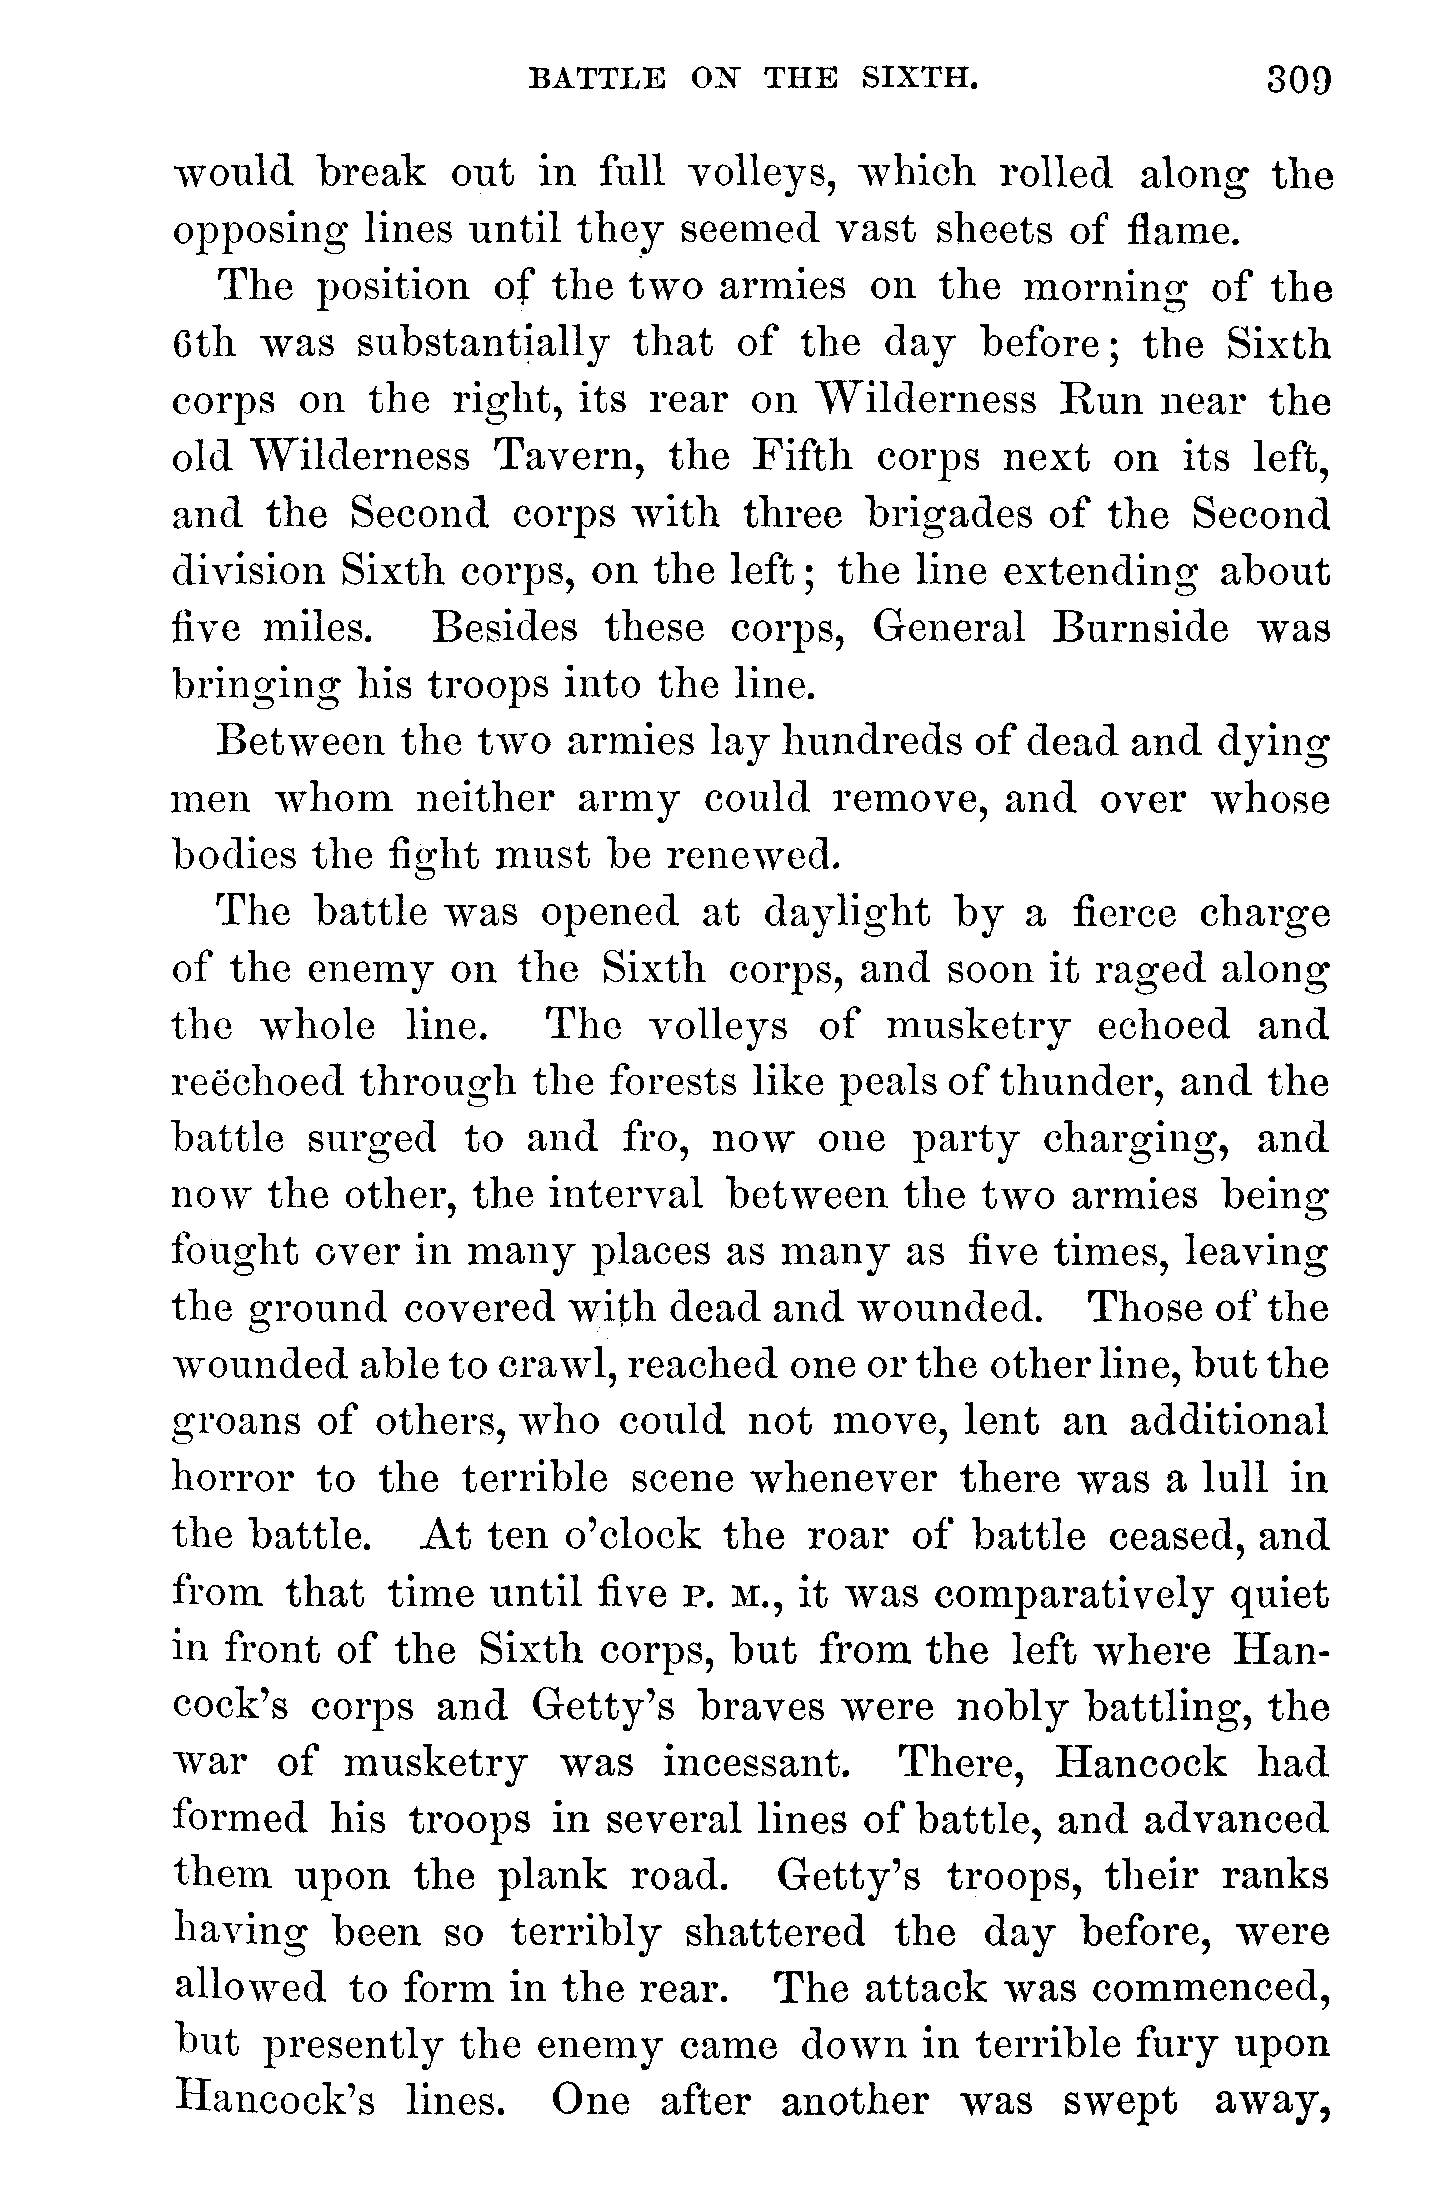 BATTLE ON THE SIXTH. 309
would break out in full volleys, which rolled along the
opposing lines until they seemed vast sheets of flame.
The position of the two armies on the morning of the
6th was substantially that of the day before; the Sixth
corps on the right, its rear on Wilderness Run near the
old Wilderness Tavern, the Fifth corps next on its left,
and the Second corps with three brigades of the Second
division Sixth corps, on the left; the line extending about
five miles. Besides these corps, General Burnside was
bringing his troops into the line.
Between the two armies lay hundreds of dead and dying
men whom neither army could remove, and over whose
bodies the fight must be renewed.
The battle was opened at daylight by a fierce charge
of the enemy on the Sixth corps, and soon it raged along
the whole line. The volleys of musketry echoed and
reëchoed through the forests like peals of thunder, and the
battle surged to and fro, now one party charging, and
now the other, the interval between the two armies being
fought over in many places as many as five times, leaving
the ground covered with dead and wounded. Those of the
wounded able to crawl, reached one or the other line, but the
groans of others, who could not move, lent an additional
horror to the terrible scene whenever there was a lull in
the battle. At ten o’clock the roar of battle ceased, and
from that time until five P. M., it was comparatively quiet
in front of the Sixth corps, but from the left where Han-
cock’s corps and Getty’s braves were nobly battling, the
war of musketry was incessant. There, Hancock had
formed his troops in several lines of battle, and advanced
them upon the plank road. Getty’s troops, their ranks
having been so terribly shattered the day before, were
allowed to form in the rear. The attack was commenced,
but presently the enemy came down in terrible fury upon
Hancock’s lines. One after another was swept away,